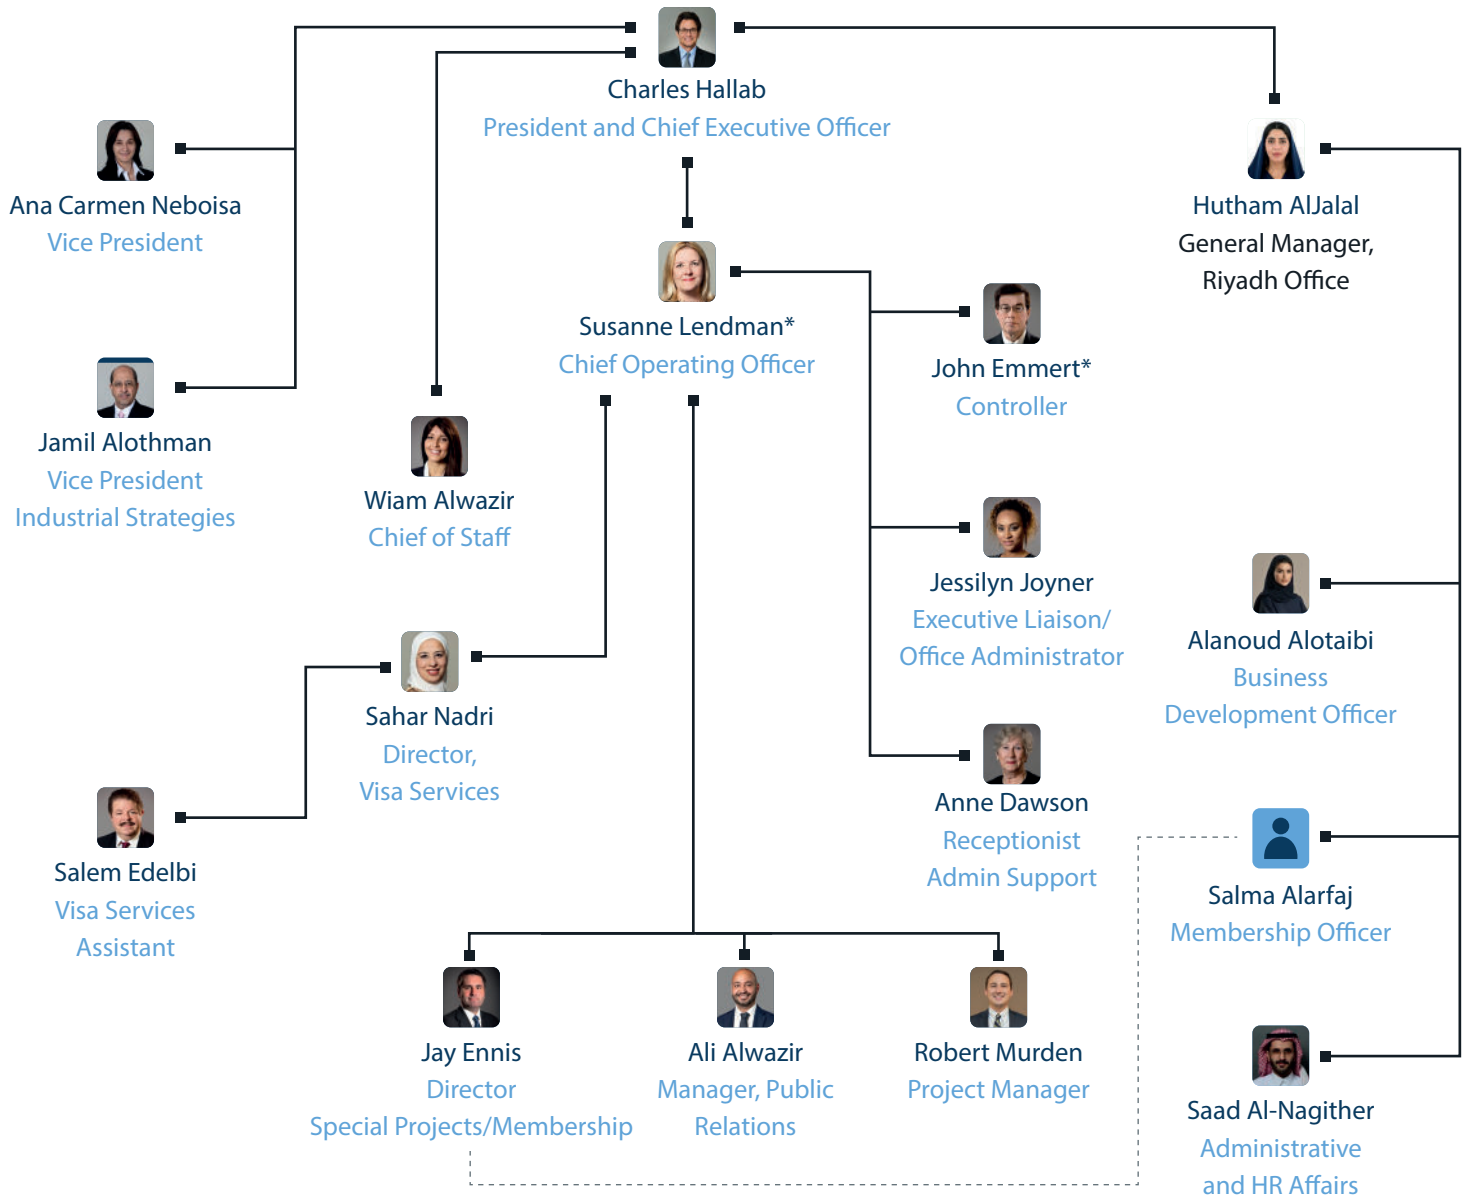 Charles Hallab
President and Chief Executive Officer
Ana Carmen Neboisa
Vice President
Hutham AlJalal
General Manager,
Riyadh Office
Susanne Lendman*
Chief Operating Officer
John Emmert*
Controller
Jamil Alothman
Vice President
Industrial Strategies
Wiam Alwazir
Chief of Staff
Jessilyn Joyner
Executive Liaison/
Office Administrator
Alanoud Alotaibi
Business
Development Officer
Sahar Nadri
Director,
Visa Services
Anne Dawson
Receptionist
Admin Support
Salem Edelbi
Visa Services
Assistant
Salma Alarfaj
Membership Officer
Jay Ennis
Director
Special Projects/Membership
Ali Alwazir
Manager, Public
Relations
Robert Murden
Project Manager
Saad Al-Nagither
Administrative
and HR Affairs